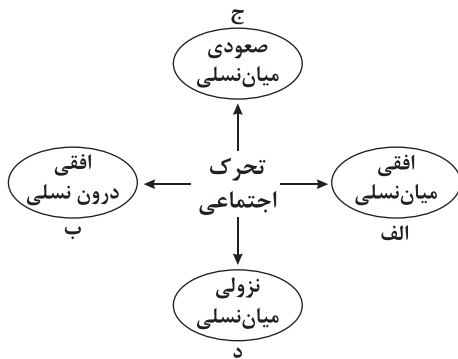 ج
صعودی
میان‌نسلی
افقی
میان‌نسلی
الف
تحرک
اجتماعی
افقی
درون نسلی
ب
نزولی
میان‌نسلی
د